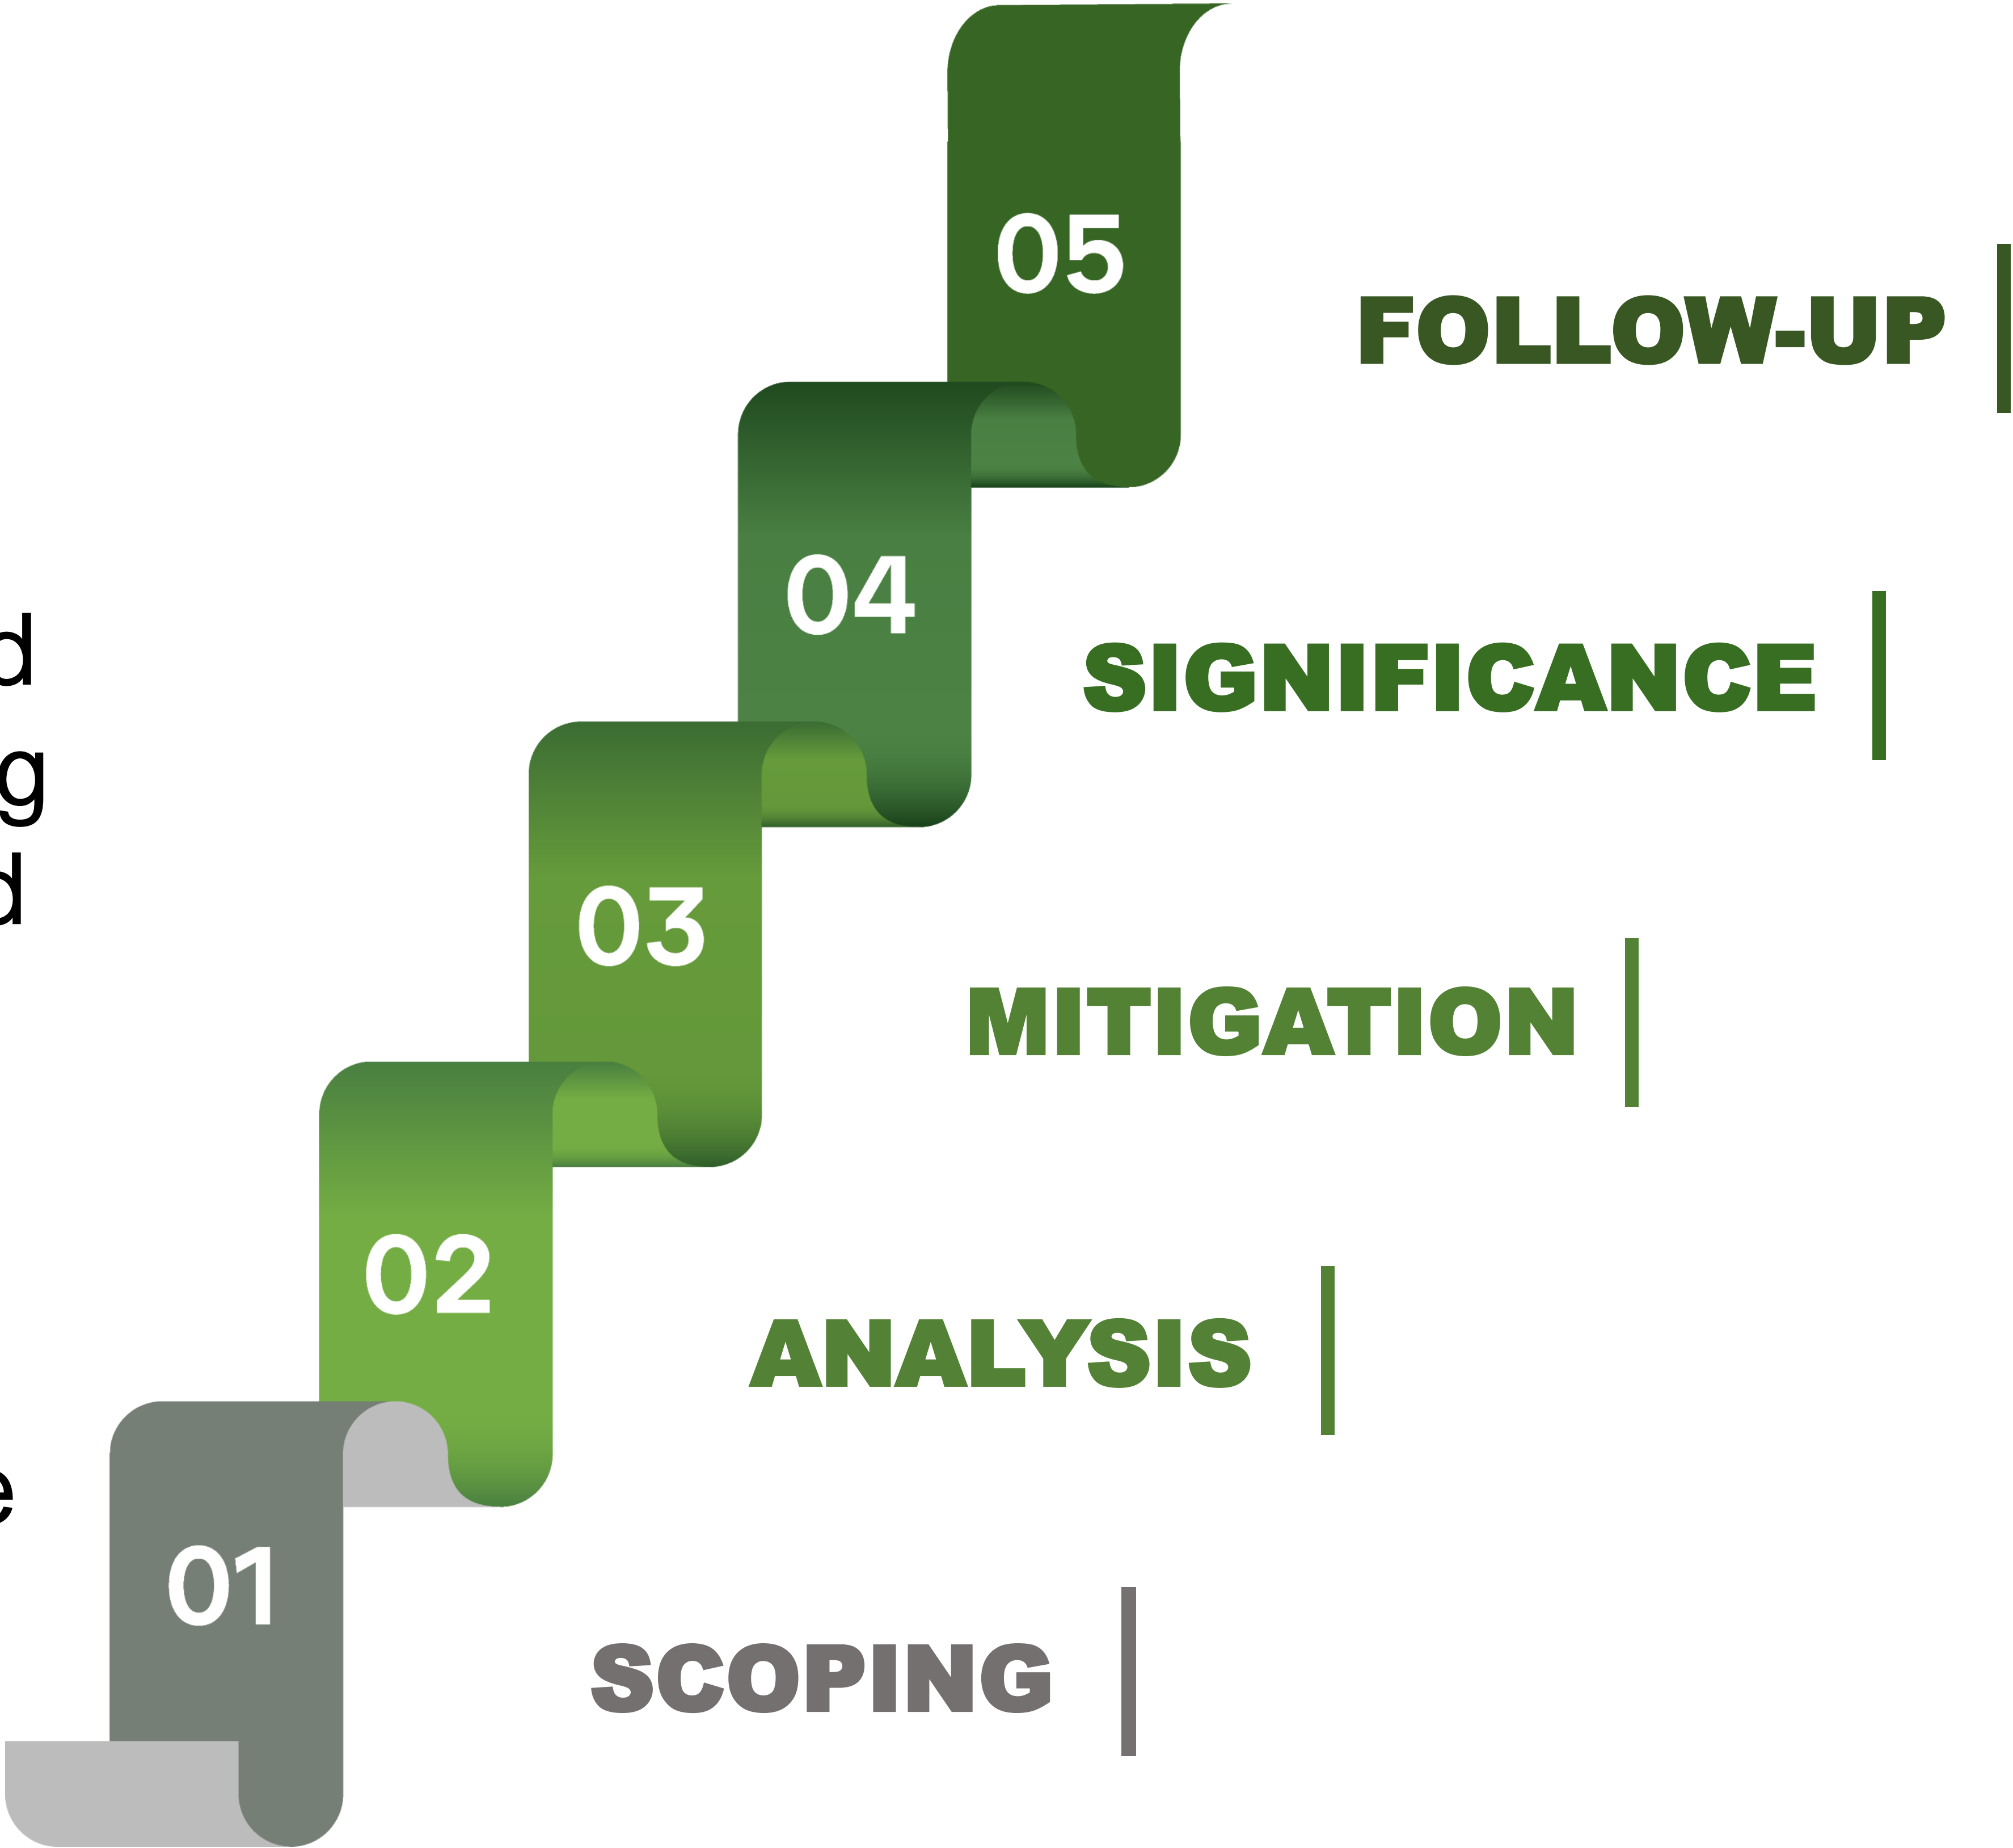 05
FOLLOW-UP
04
SIGNIFICANCE
03
MITIGATION
02
ANALYSIS
01
SCOPING